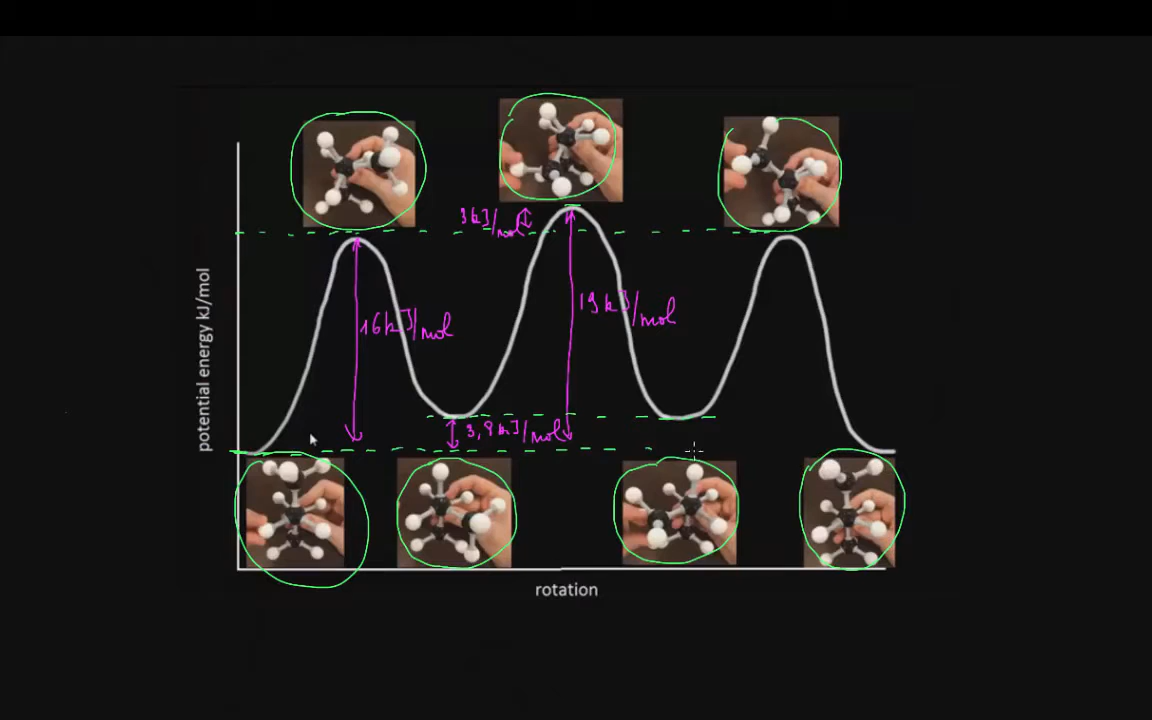 3kJ/mol
16kJ/mol
19kJ/mol
3,9kJ/mol
potential energy kJ/mol
rotation